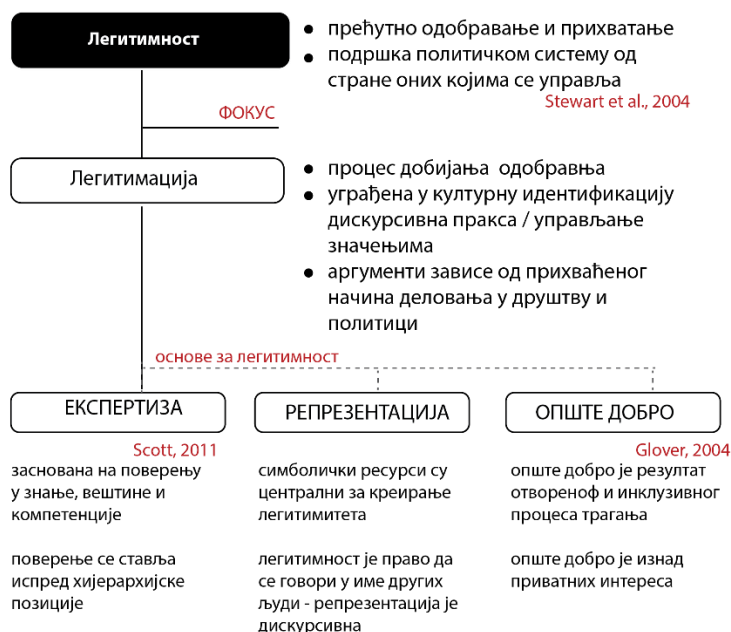 Легитимност
• прећутно одобравање и прихватање
• подршка политичком систему од
стране оних којима се управља
Stewart et al., 2004
ФОКУС
Легитимација
• процес добијања одобравња
• уграђена у културну идентификацију
дискурсивна пракса / управљање
значењима
• аргументи зависе од прихваћеног
начина деловања у друштву и
политици
основе за легитимност
ЕКСПЕРТИЗА
Scott, 2011
заснована на поверењу
у знање, вештине и
компетенције
поверење се ставља
испред хијерархијске
позиције
РЕПРЕЗЕНТАЦИЈА
симболички ресурси су
централни за креирање
легитимитета
легитимност је право да
се говори у име других
људи - репрезентација је
дискурсивна
ОПШТЕ ДОБРО
Glover, 2004
опште добро је резултат
отвореноф и инклузивног
процеса трагања
опште добро је изнад
приватних интереса